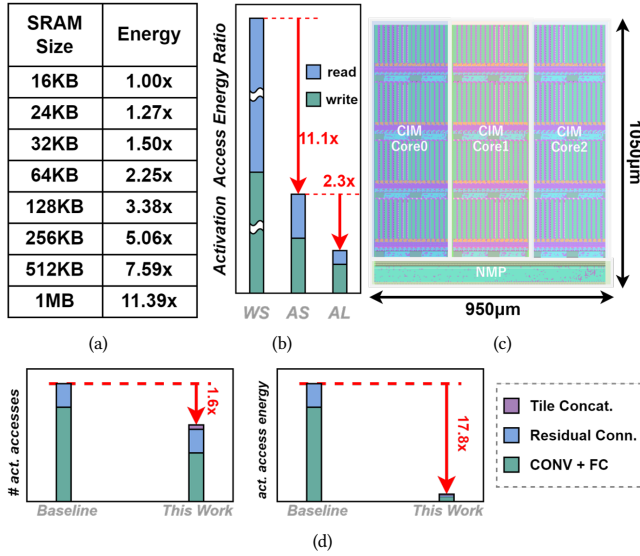 SRAM Size
Energy
16KB 1.00x
24KB 1.27x
32KB 1.50x
64KB 2.25x
128KB 3.38x
256KB 5.06x
512KB 7.59x
1MB 11.39x
(a)
Activation Access Energy Ratio
read
write
11.1x
2.3x
WS AS AL
(b)
CIM Core0
CIM Core1
CIM Core2
NMP
1050μm
950μm
(c)
# act. accesses
1.6x
Baseline This Work
act. access energy
17.8x
Baseline This Work
Tile Concat.
Residual Conn.
CONV + FC
(d)